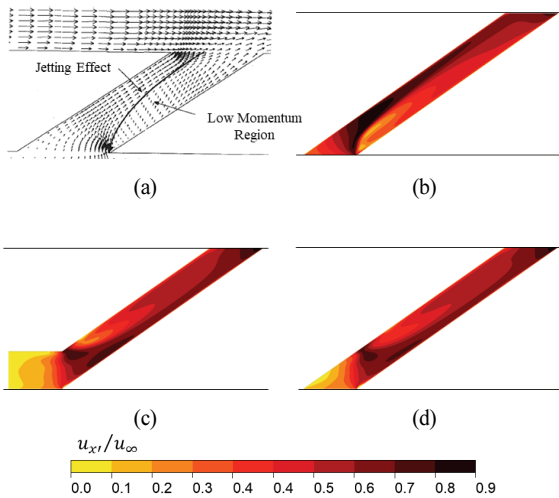 Jetting Effect
Low Momentum
Region
(a)
(b)
(c)
(d)
u_{x'}/u_∞
0.0 0.1 0.2 0.3 0.4 0.5 0.6 0.7 0.8 0.9